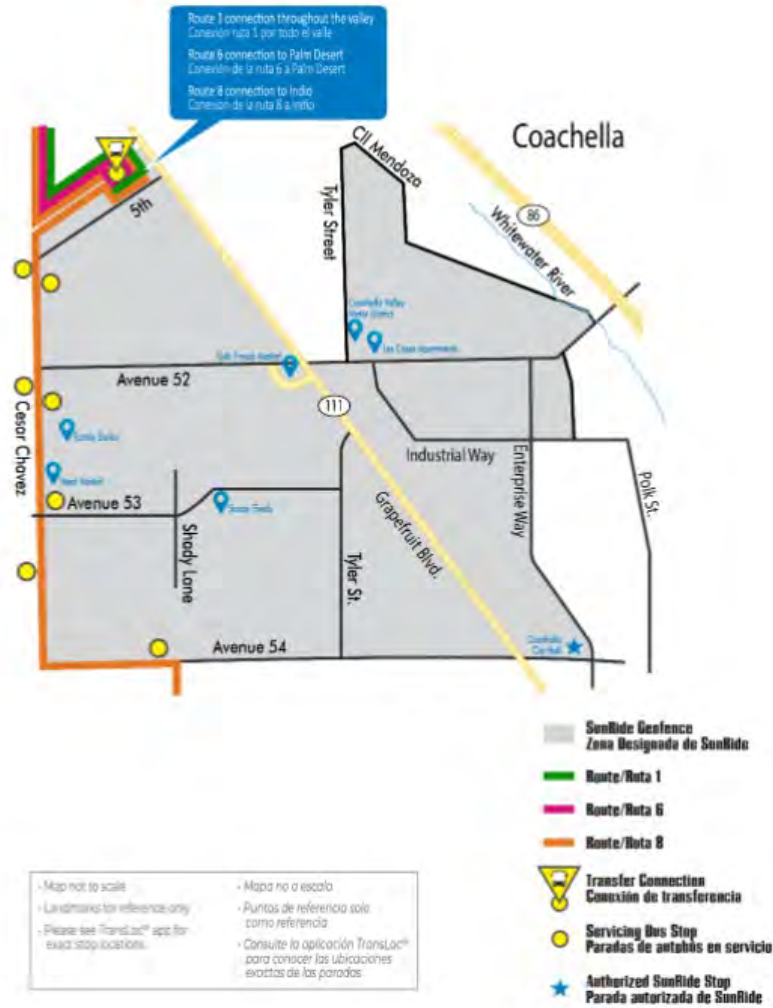 Route 1 connection throughout the valley
Conexión ruta 1 por todo el valle
Route 6 connection to Palm Desert
Conexión de la ruta 6 a Palm Desert
Route 8 connection to Indio
Conexión de la ruta 8 a Indio
Coachella
Cll Mendoza
Tyler Street
86
Whitewater River
5th
Coachella Valley
Water District
Las Casas Apartments
Avenue 52
111
Cesar Chavez
Industrial Way
Enterprise Way
Polk St.
Avenue 53
Shady Lane
Tyler St.
Grapefruit Blvd.
Avenue 54
Coachella
SunRide Geofence
Zona Designada de SunRide
Route/Ruta 1
Route/Ruta 6
Route/Ruta 8
Transfer Connection
Conexión de transferencia
Servicing Bus Stop
Paradas de autobús en servicio
Authorized SunRide Stop
Parada autorizada de SunRide
- Map not to scale
- Landmarks for reference only
- Please see TransLoc® app for
exact stop locations.
- Mapa no a escala
- Puntos de referencia solo
como referencia
- Consulte la aplicación TransLoc®
para conocer las ubicaciones
exactas de las paradas